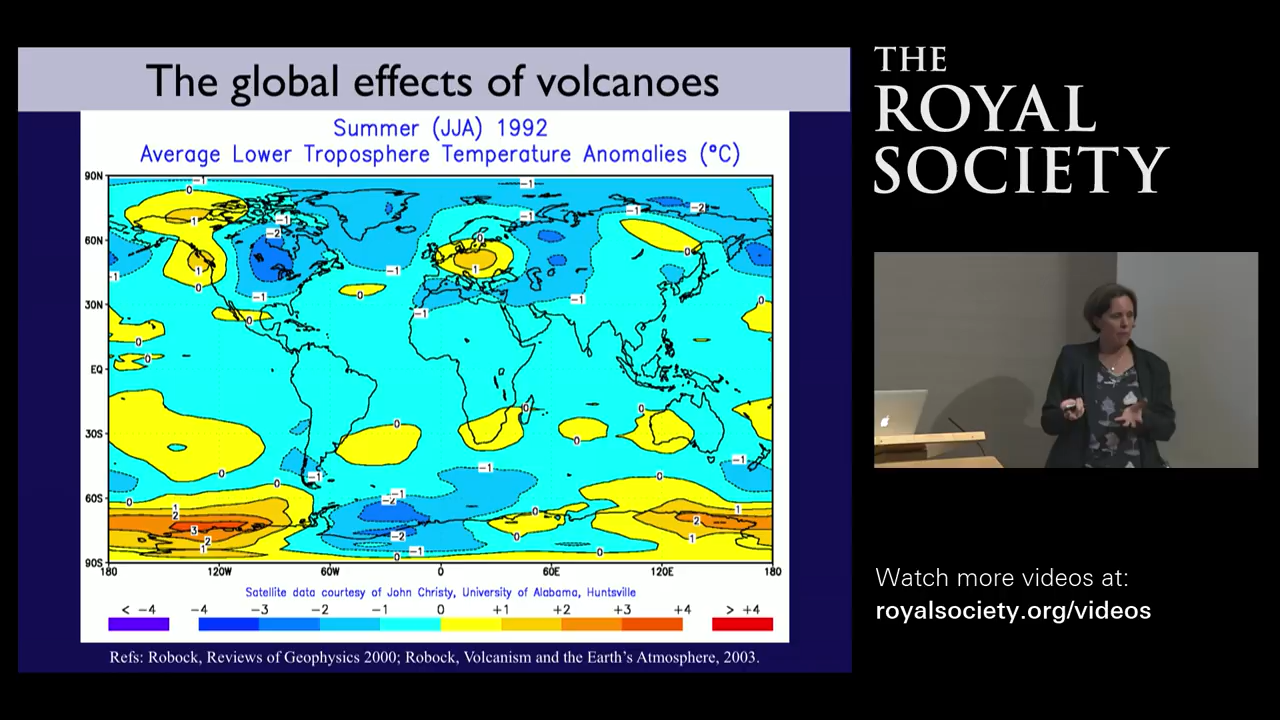 The global effects of volcanoes
Summer (JJA) 1992
Average Lower Troposphere Temperature Anomalies (°C)
90N
60N
30N
EQ
30S
60S
90S
180 120W 60W 0 60E 120E 180
Satellite data courtesy of John Christy, University of Alabama, Huntsville
< -4 -4 -3 -2 -1 0 +1 +2 +3 +4 > +4
Refs: Robock, Reviews of Geophysics 2000; Robock, Volcanism and the Earth's Atmosphere, 2003.
THE
ROYAL
SOCIETY
Watch more videos at:
royalsociety.org/videos